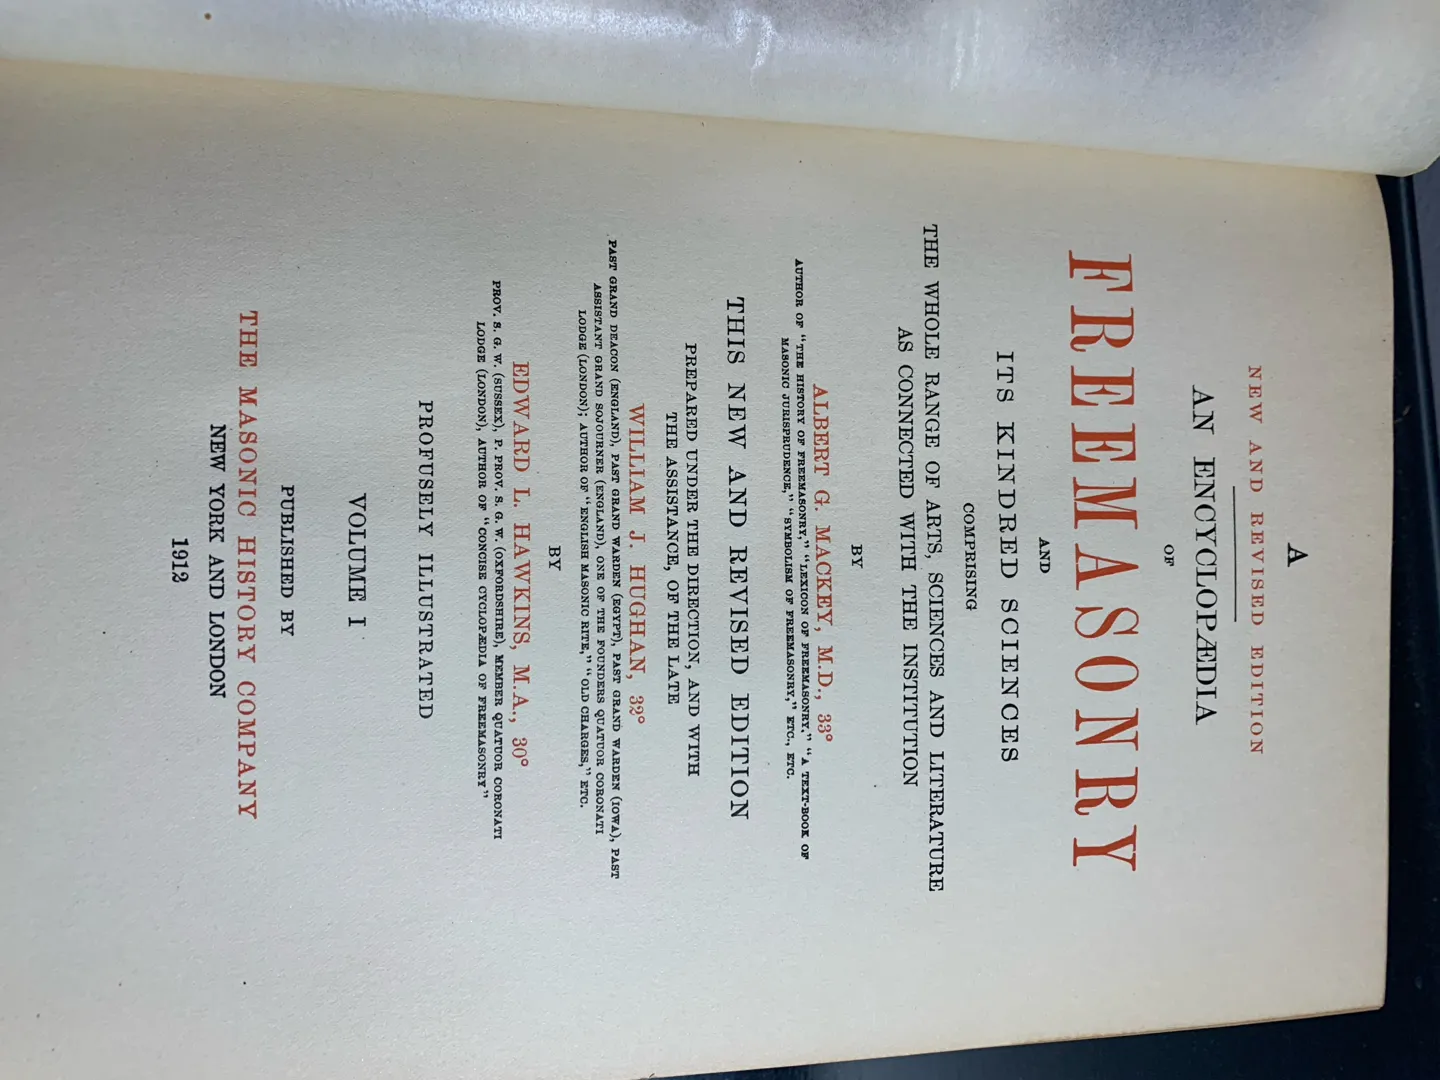 A
NEW AND REVISED EDITION
AN ENCYCLOPÆDIA
OF
FREEMASONRY
AND
ITS KINDRED SCIENCES
COMPRISING
THE WHOLE RANGE OF ARTS, SCIENCES AND LITERATURE
AS CONNECTED WITH THE INSTITUTION
BY
ALBERT G. MACKEY, M.D., 33°
AUTHOR OF "THE HISTORY OF FREEMASONRY," "LEXICON OF FREEMASONRY," "A TEXT-BOOK OF
MASONIC JURISPRUDENCE," "SYMBOLISM OF FREEMASONRY," ETC., ETC.
THIS NEW AND REVISED EDITION
PREPARED UNDER THE DIRECTION, AND WITH
THE ASSISTANCE, OF THE LATE
WILLIAM J. HUGHAN, 32°
PAST GRAND DEACON (ENGLAND), PAST GRAND WARDEN (EGYPT), PAST GRAND WARDEN (IOWA), PAST
ASSISTANT GRAND SOJOURNER (ENGLAND), ONE OF THE FOUNDERS QUATUOR CORONATI
LODGE (LONDON); AUTHOR OF "ENGLISH MASONIC RITE," "OLD CHARGES," ETC.
BY
EDWARD L. HAWKINS, M.A., 30°
PROV. S. G. W. (SUSSEX), P. PROV. S. G. W. (OXFORDSHIRE), MEMBER QUATUOR CORONATI
LODGE (LONDON), AUTHOR OF "CONCISE CYCLOPÆDIA OF FREEMASONRY"
PROFUSELY ILLUSTRATED
VOLUME I
PUBLISHED BY
THE MASONIC HISTORY COMPANY
NEW YORK AND LONDON
1912